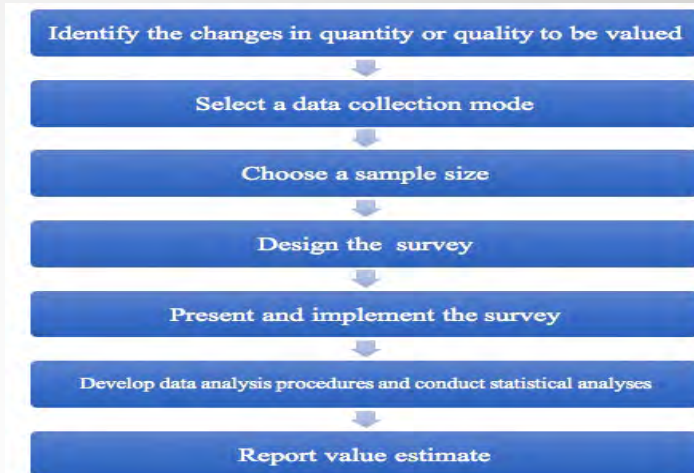 Identify the changes in quantity or quality to be valued
Select a data collection mode
Choose a sample size
Design the survey
Present and implement the survey
Develop data analysis procedures and conduct statistical analyses
Report value estimate